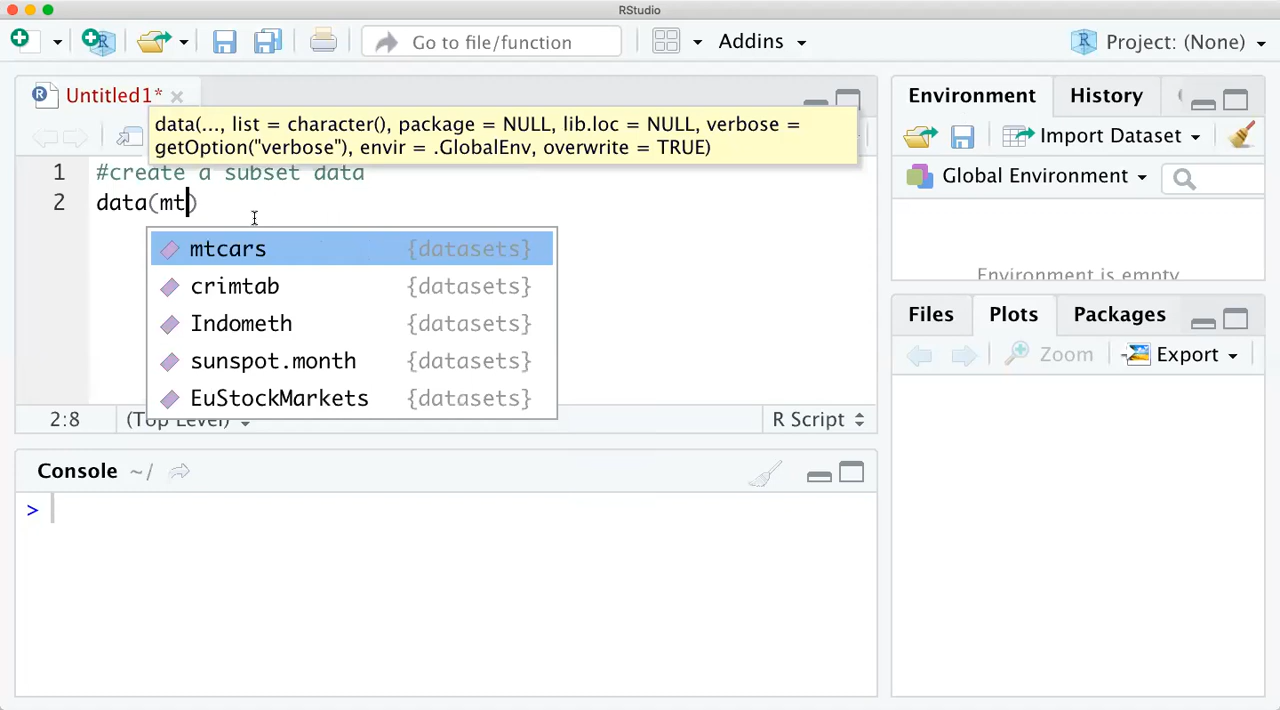 RStudio
Go to file/function
Addins
Project: (None)
Untitled1*
data(..., list = character(), package = NULL, lib.loc = NULL, verbose =
getOption("verbose"), envir = .GlobalEnv, overwrite = TRUE)
1 #create a subset data
2 data(mt)
mtcars {datasets}
crimtab {datasets}
Indometh {datasets}
sunspot.month {datasets}
EuStockMarkets {datasets}
2:8 (Top Level) R Script
Console ~/
>
Environment History
Import Dataset
Global Environment
Environment is empty
Files Plots Packages
Zoom Export